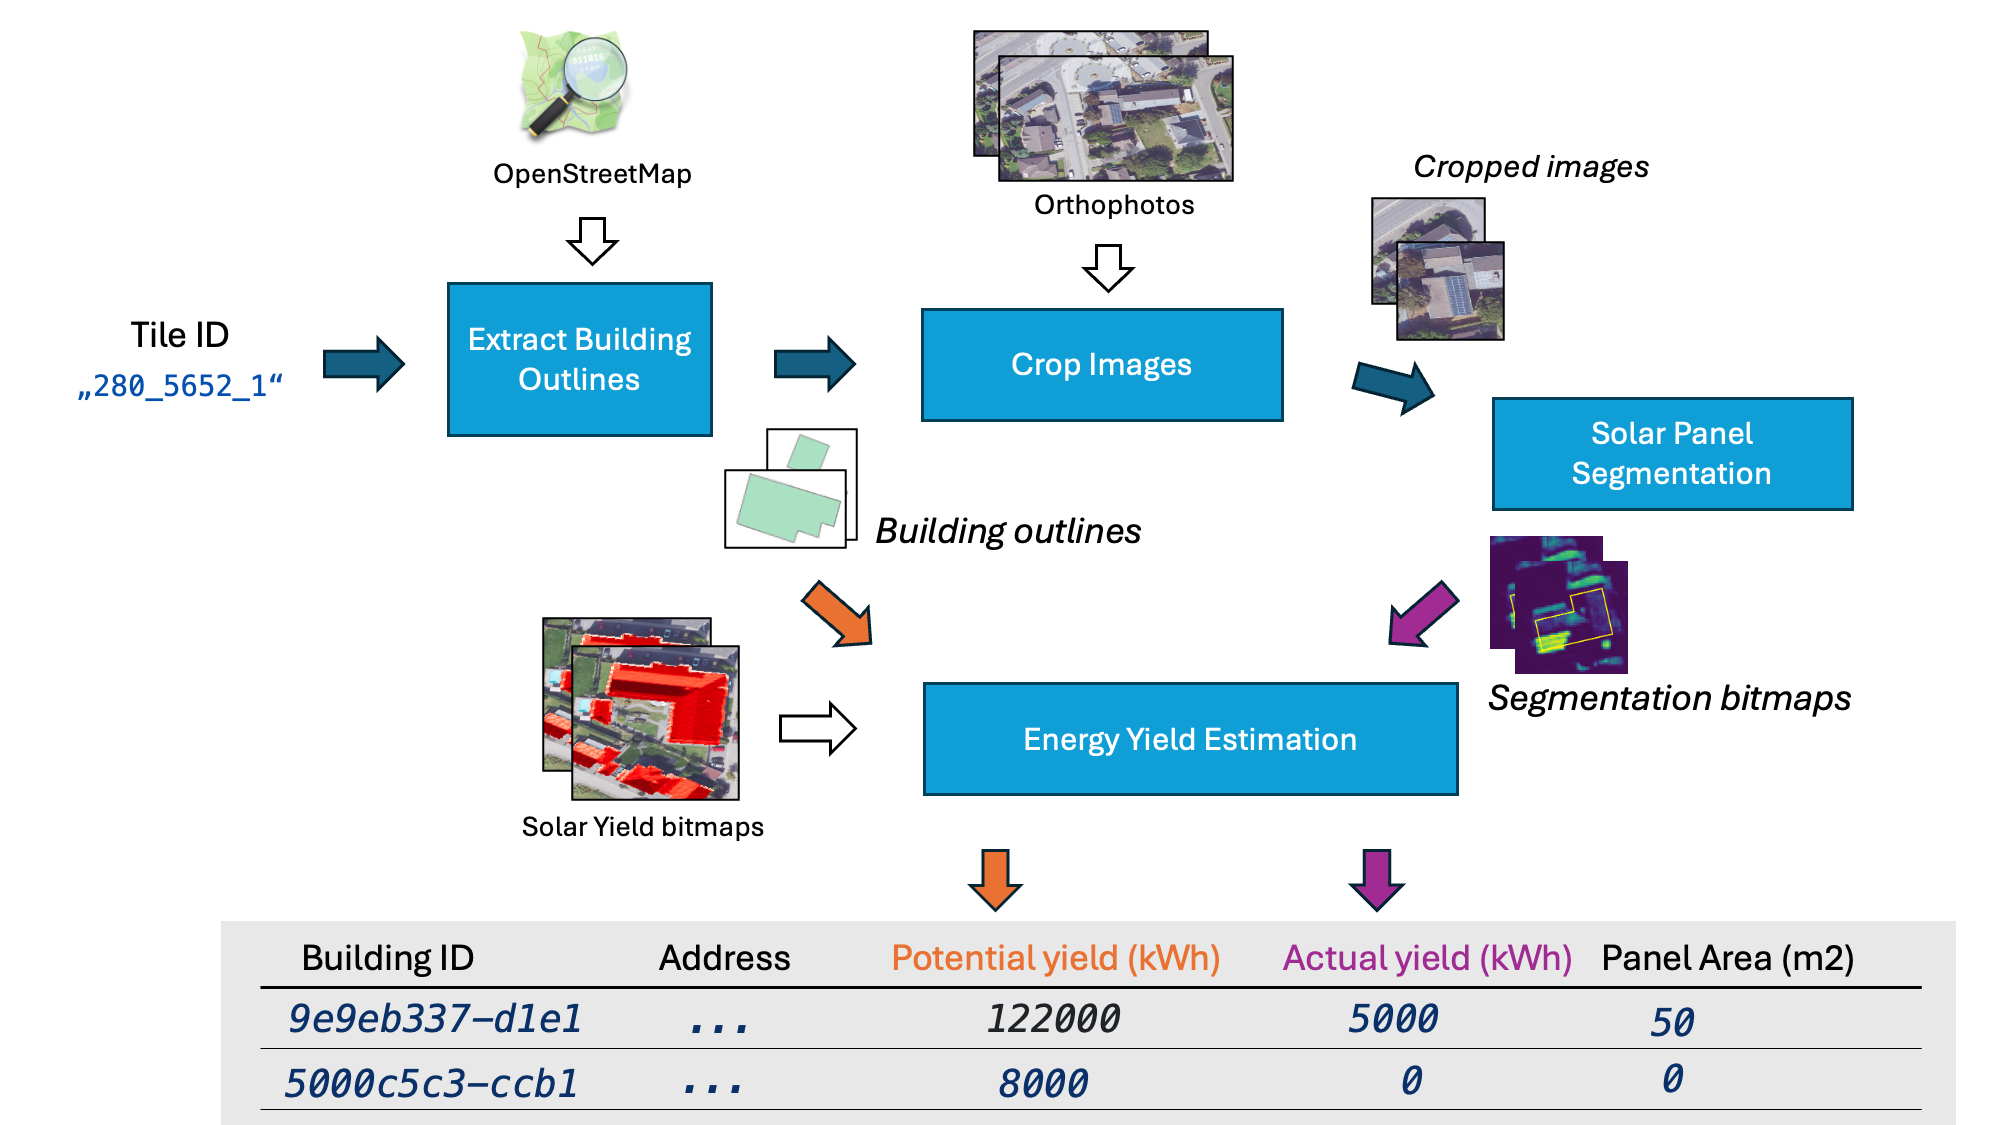 OpenStreetMap
Orthophotos
Cropped images
Tile ID
„280_5652_1“
Extract Building
Outlines
Crop Images
Solar Panel
Segmentation
Building outlines
Segmentation bitmaps
Energy Yield Estimation
Solar Yield bitmaps
Building ID Address Potential yield (kWh) Actual yield (kWh) Panel Area (m2)
9e9eb337-d1e1 ... 122000 5000 50
5000c5c3-ccb1 ... 8000 0 0